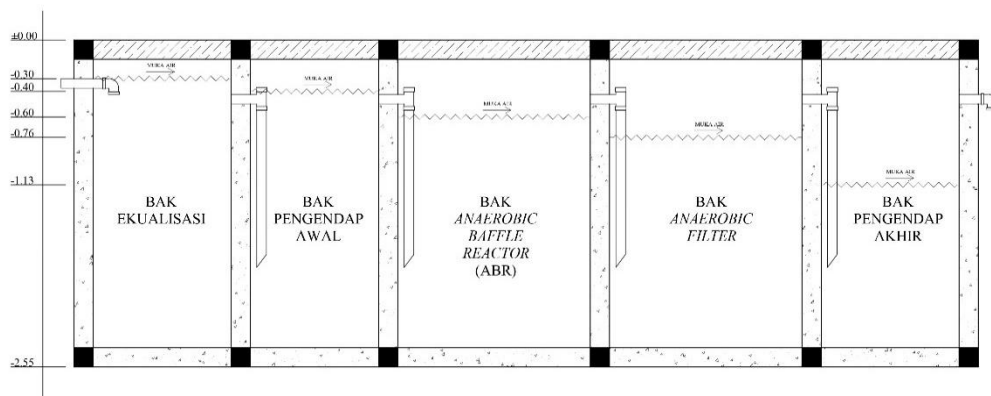 ±0.00
-0.30
-0.40
-0.60
-0.76
-1.13
-2.55
MUKA AIR
MUKA AIR
MUKA AIR
MUKA AIR
MUKA AIR
BAK
EKUALISASI
BAK
PENGENDAP
AWAL
BAK
ANAEROBIC
BAFFLE
REACTOR
(ABR)
BAK
ANAEROBIC
FILTER
BAK
PENGENDAP
AKHIR